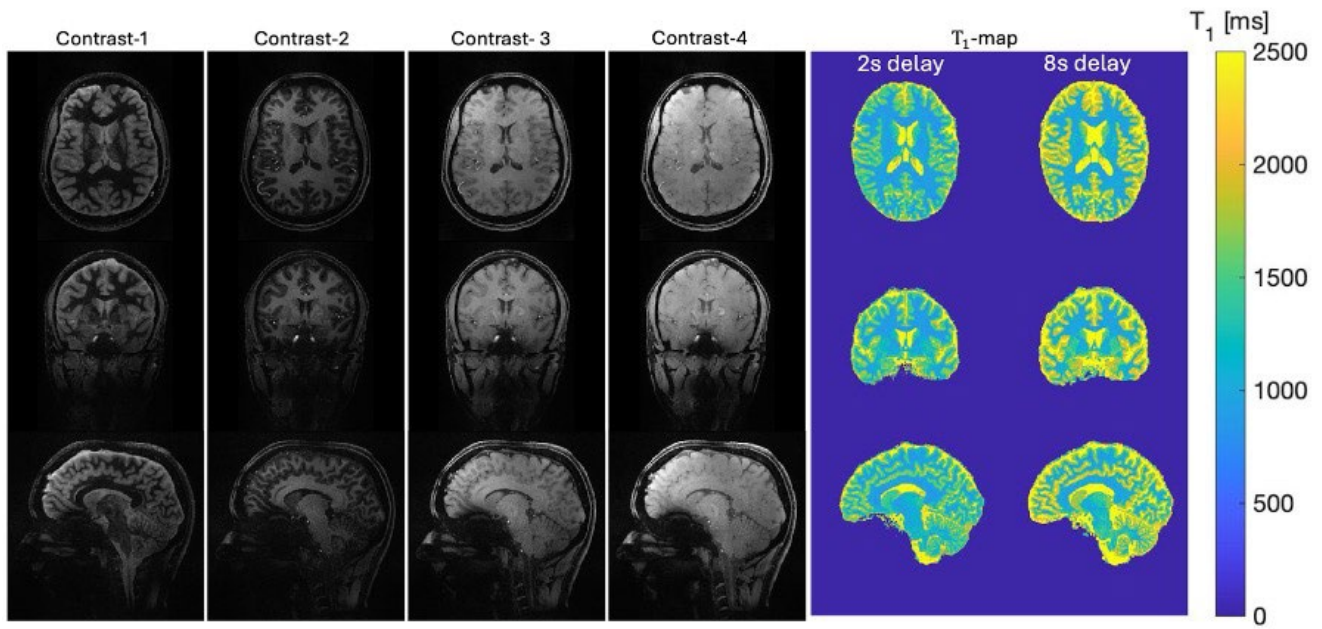 Contrast-1
Contrast-2
Contrast- 3
Contrast-4
T₁-map
T₁ [ms]
2s delay
8s delay
2500
2000
1500
1000
500
0